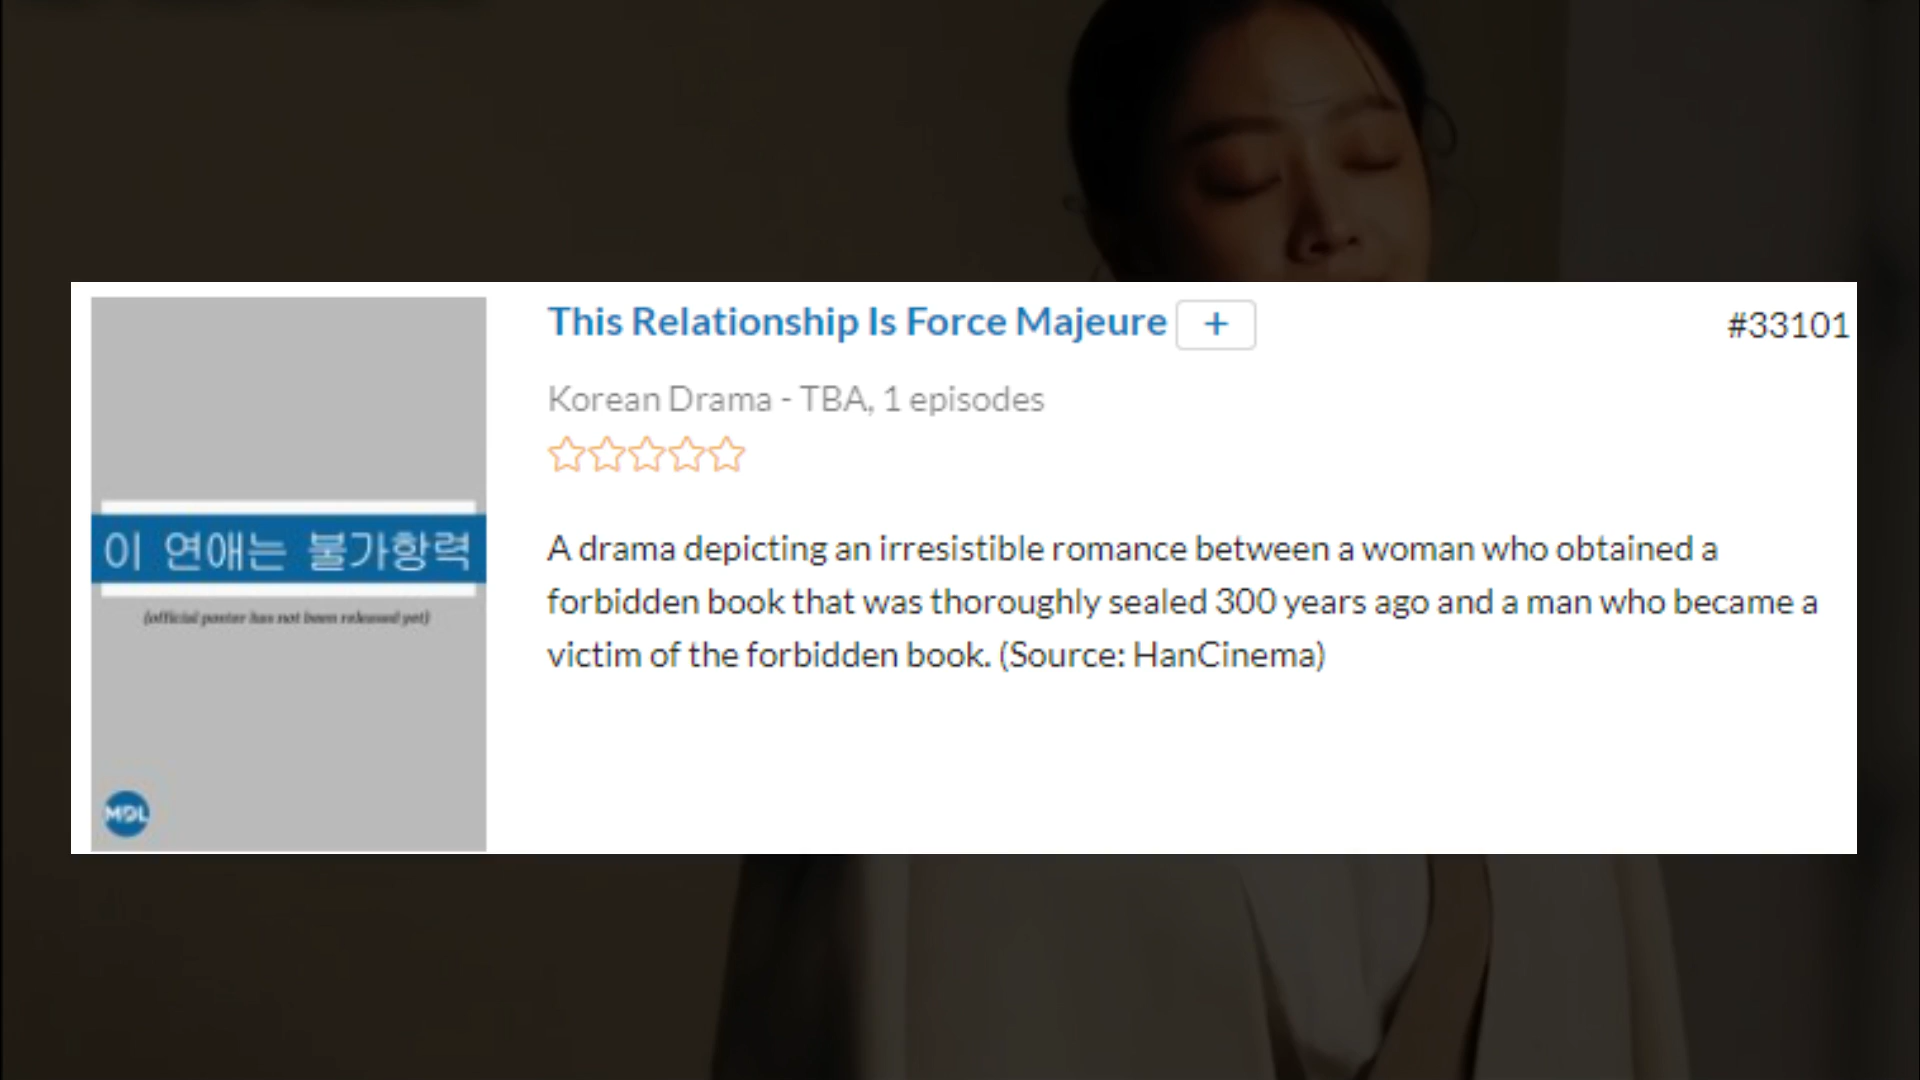 This Relationship Is Force Majeure +
#33101
Korean Drama - TBA, 1 episodes
A drama depicting an irresistible romance between a woman who obtained a
forbidden book that was thoroughly sealed 300 years ago and a man who became a
victim of the forbidden book. (Source: HanCinema)
이 연애는 불가항력
(official poster has not been released yet)
MDL